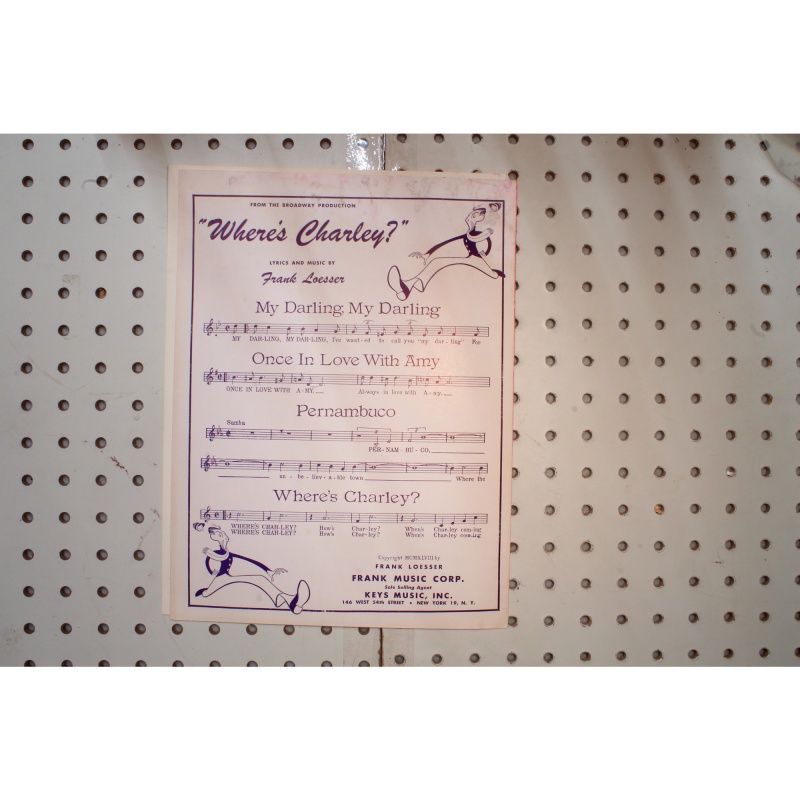 FROM THE BROADWAY PRODUCTION
"Where's Charley?"
LYRICS AND MUSIC BY
Frank Loesser
My Darling, My Darling
MY DAR-LING, MY DAR-LING, I've want-ed to call you "my dar-ling" For
Once In Love With Amy
ONCE IN LOVE WITH A-MY Always in love with A-my
Pernambuco
Samba
PER-NAM-BU-CO,
un-be-liev-a-ble town Where the
Where's Charley?
WHERE'S CHAR-LEY? How's Char-ley? When's Char-ley com-ing
WHERE'S CHAR-LEY? How's Char-ley? When's Char-ley com-ing
Copyright MCMXLVIII by
FRANK LOESSER
FRANK MUSIC CORP.
Sole Selling Agent
KEYS MUSIC, INC.
146 WEST 54th STREET • NEW YORK 19, N. Y.